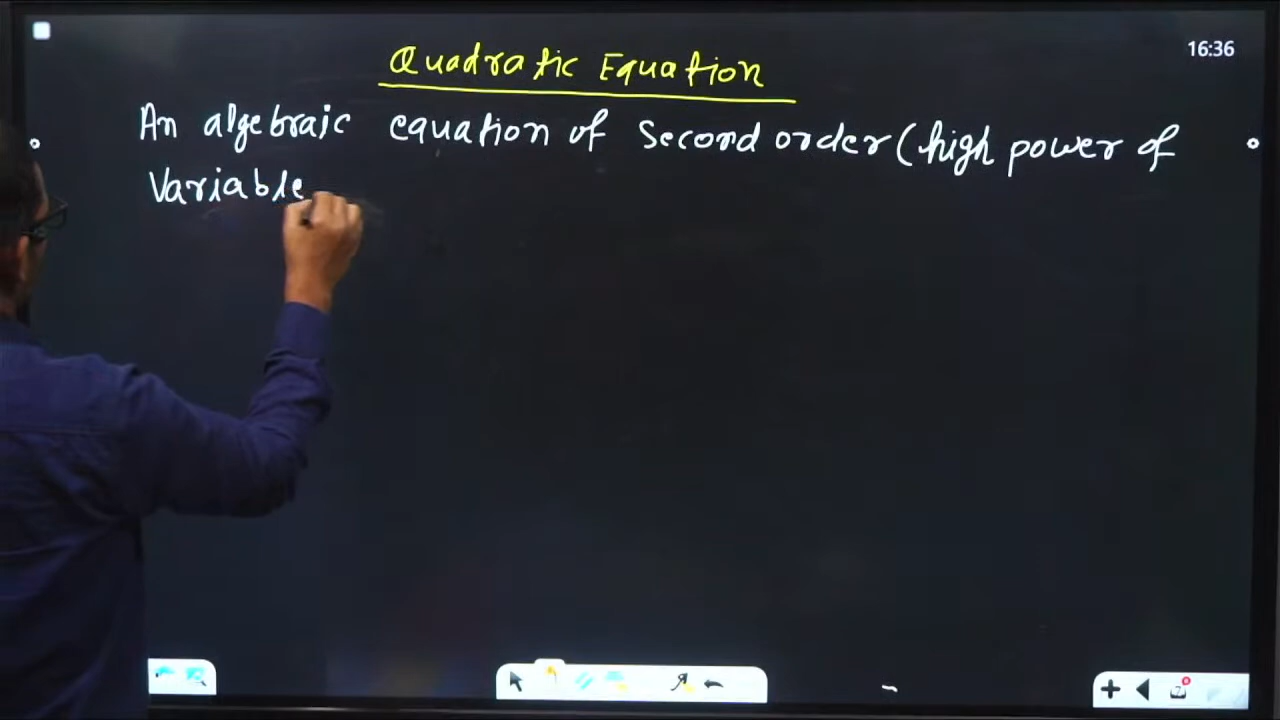 Quadratic Equation
16:36
An algebraic equation of Second order (high power of
Variable